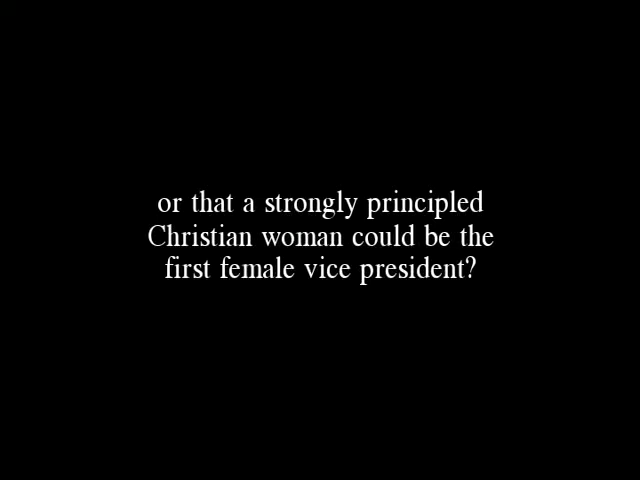 or that a strongly principled
Christian woman could be the
first female vice president?